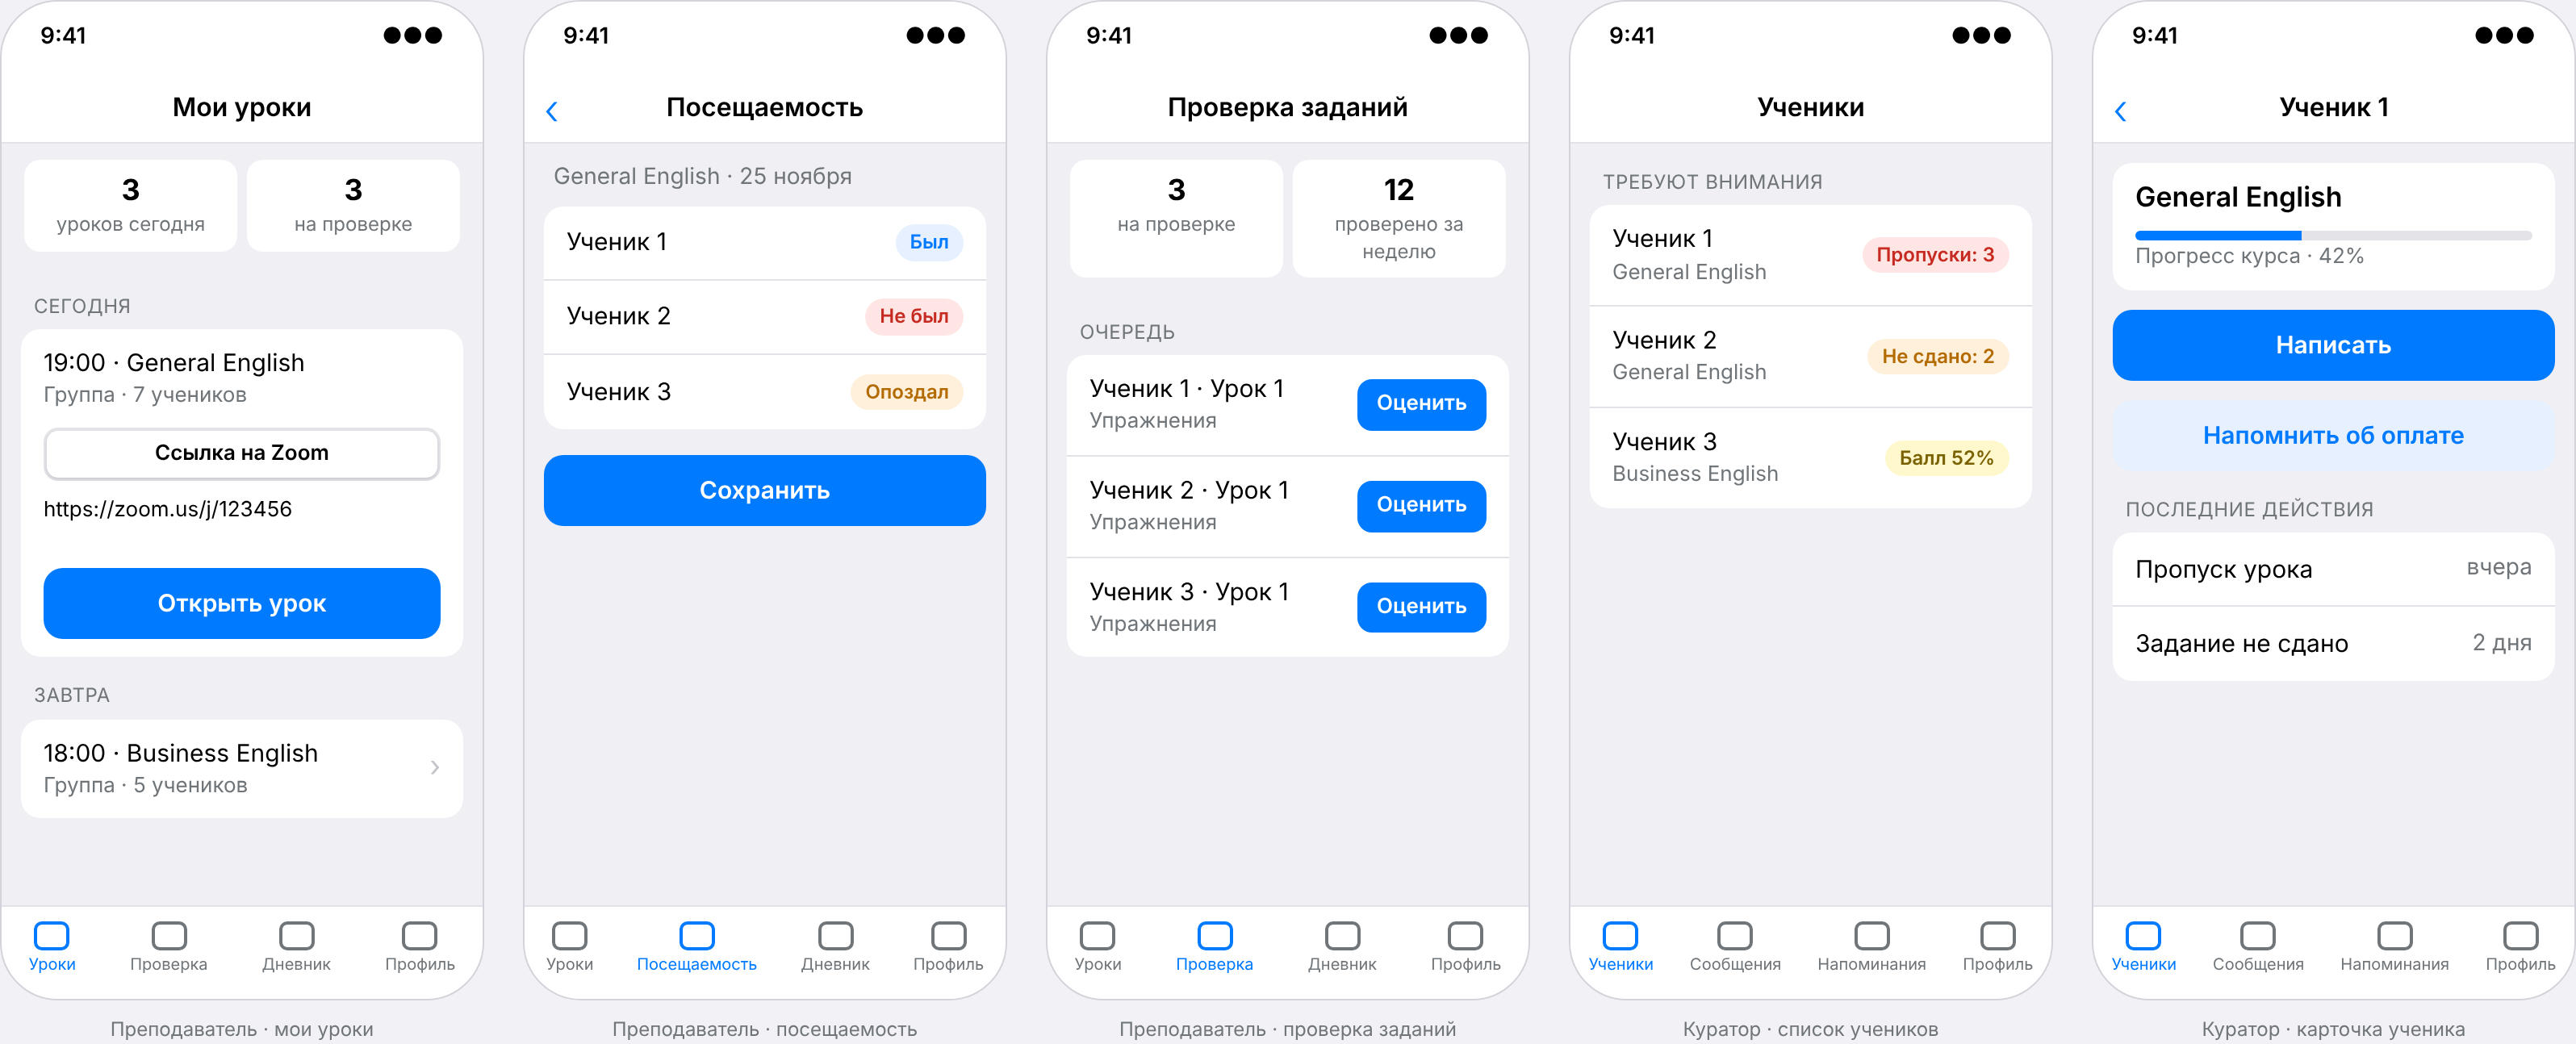 9:41
Мои уроки
3
уроков сегодня
3
на проверке
СЕГОДНЯ
19:00 · General English
Группа · 7 учеников
Ссылка на Zoom
https://zoom.us/j/123456
Открыть урок
ЗАВТРА
18:00 · Business English
Группа · 5 учеников
Уроки
Проверка
Дневник
Профиль
Преподаватель · мои уроки
9:41
Посещаемость
General English · 25 ноября
Ученик 1
Был
Ученик 2
Не был
Ученик 3
Опоздал
Сохранить
Уроки
Посещаемость
Дневник
Профиль
Преподаватель · посещаемость
9:41
Проверка заданий
3
на проверке
12
проверено за
неделю
ОЧЕРЕДЬ
Ученик 1 · Урок 1
Упражнения
Оценить
Ученик 2 · Урок 1
Упражнения
Оценить
Ученик 3 · Урок 1
Упражнения
Оценить
Уроки
Проверка
Дневник
Профиль
Преподаватель · проверка заданий
9:41
Ученики
ТРЕБУЮТ ВНИМАНИЯ
Ученик 1
General English
Пропуски: 3
Ученик 2
General English
Не сдано: 2
Ученик 3
Business English
Балл 52%
Ученики
Сообщения
Напоминания
Профиль
Куратор · список учеников
9:41
Ученик 1
General English
Прогресс курса · 42%
Написать
Напомнить об оплате
ПОСЛЕДНИЕ ДЕЙСТВИЯ
Пропуск урока
вчера
Задание не сдано
2 дня
Ученики
Сообщения
Напоминания
Профиль
Куратор · карточка ученика